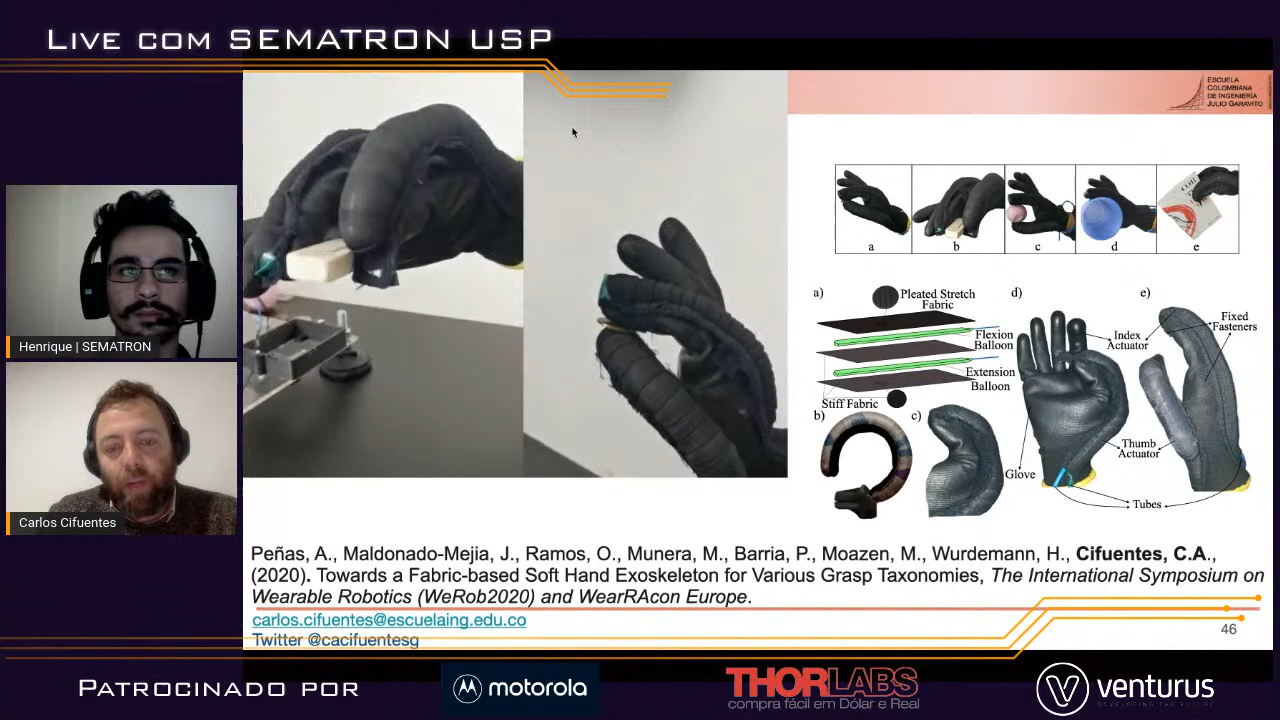 LIVE COM SEMATRON USP
Henrique | SEMATRON
Carlos Cifuentes
ESCUELA
COLOMBIANA
DE INGENIERÍA
JULIO GARAVITO
a
b
c
d
e
a)
Pleated Stretch
Fabric
Flexion
Balloon
Extension
Balloon
Stiff Fabric
b)
c)
d)
Index
Actuator
Glove
Thumb
Actuator
Tubes
e)
Fixed
Fasteners
Peñas, A., Maldonado-Mejia, J., Ramos, O., Munera, M., Barria, P., Moazen, M., Wurdemann, H., Cifuentes, C.A.,
(2020). Towards a Fabric-based Soft Hand Exoskeleton for Various Grasp Taxonomies, The International Symposium on
Wearable Robotics (WeRob2020) and WearRAcon Europe.
carlos.cifuentes@escuelaing.edu.co
Twitter @cacifuentesg
46
PATROCINADO POR
motorola
THORLABS
compra fácil em Dólar e Real
venturus